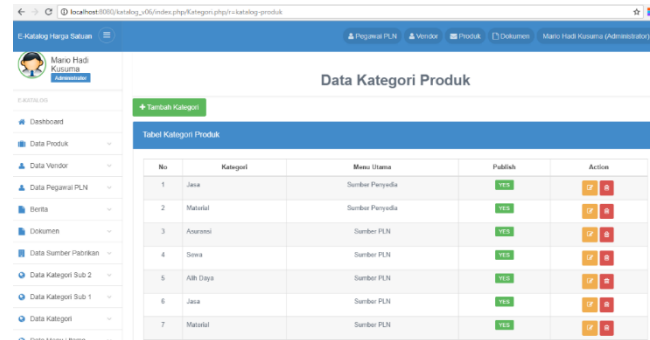 localhost:8080/katalog_v06/index.php/Kategori.php/r=katalog-produk
E-Katalog Harga Satuan
Pegawai PLN Vendor Produk Dokumen Mario Hadi Kusuma (Administrator)
Mario Hadi
Kusuma
Administrator
Data Kategori Produk
+ Tambah Kategori
Dashboard
Data Produk
Data Vendor
Data Pegawai PLN
Berita
Dokumen
Data Sumber Pabrikan
Data Kategori Sub 2
Data Kategori Sub 1
Data Kategori
Data Menu Utama
Tabel Kategori Produk
No Kategori Menu Utama Publish Action
1 Jasa Sumber Penyedia YES
2 Material Sumber Penyedia YES
3 Asuransi Sumber PLN YES
4 Sewa Sumber PLN YES
5 Alih Daya Sumber PLN YES
6 Jasa Sumber PLN YES
7 Material Sumber PLN YES